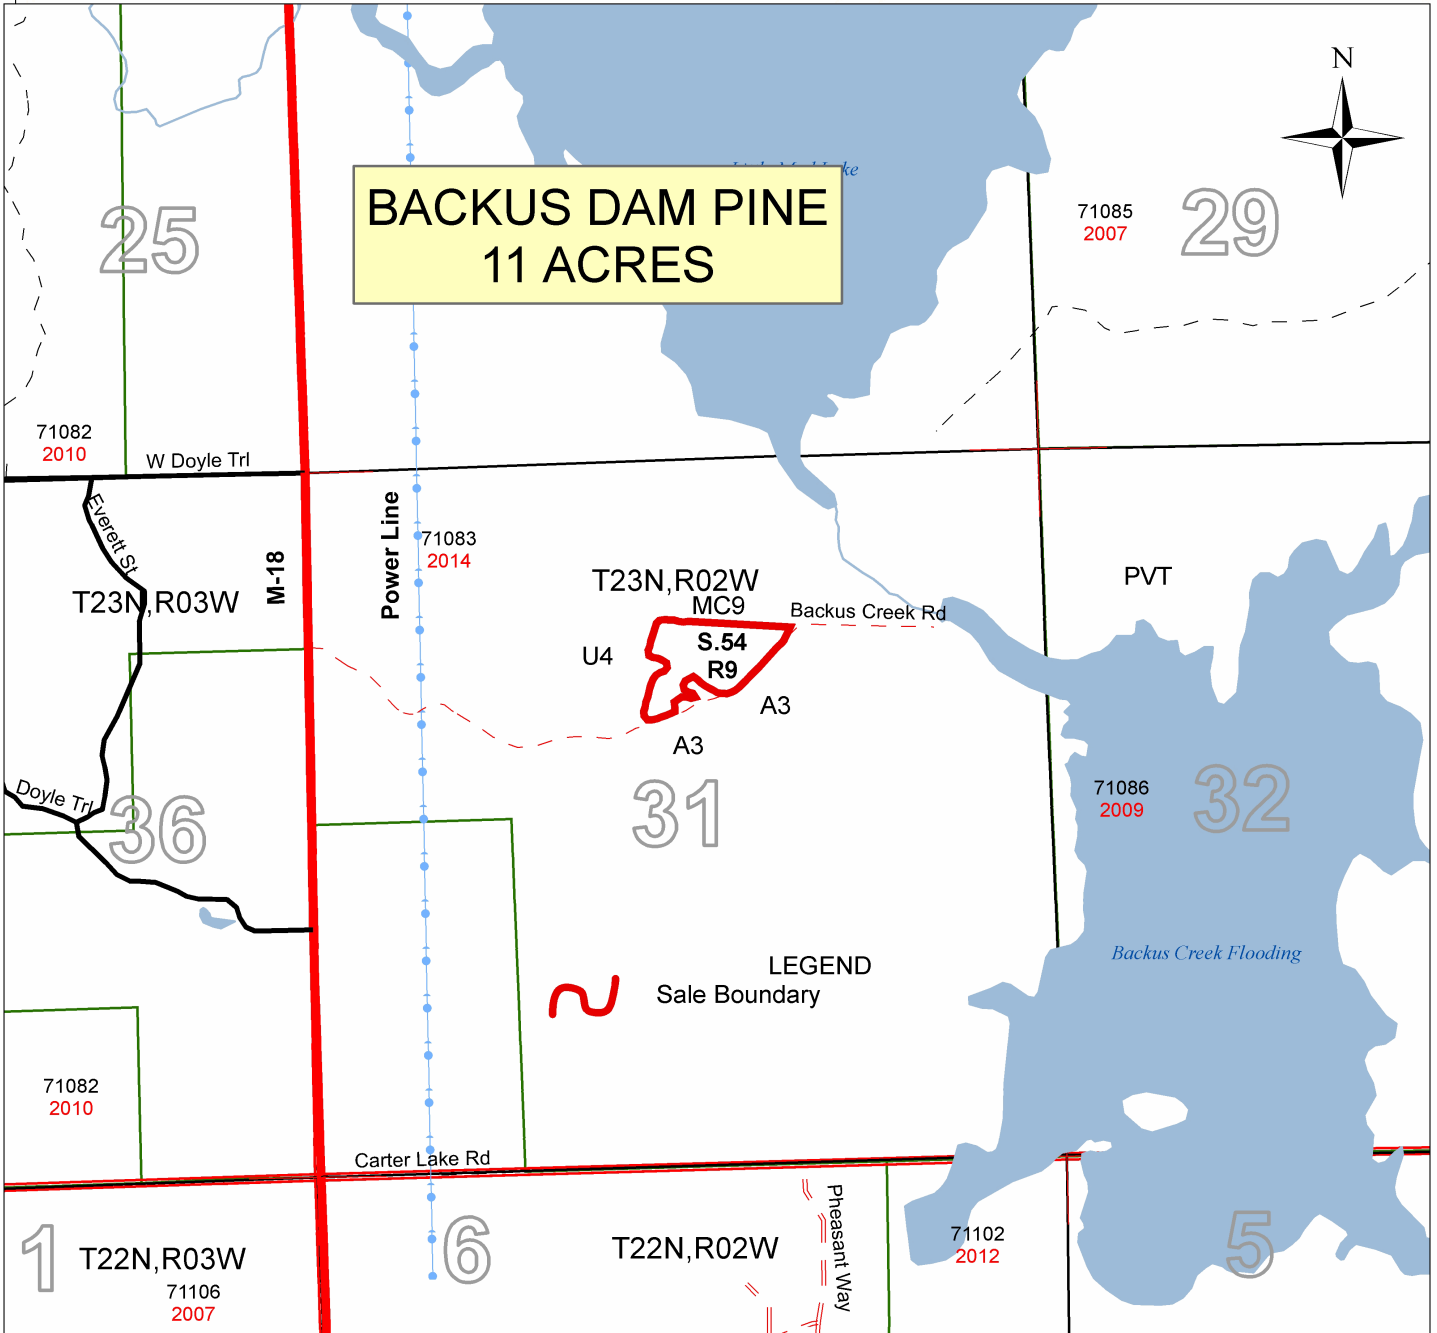 N
BACKUS DAM PINE
11 ACRES
25
71085
2007
29
71082
2010
W Doyle Trl
Everett St
M-18
Power Line
71083
2014
T23N,R03W
T23N,R02W
MC9
Backus Creek Rd
PVT
S.54
R9
U4
A3
A3
Doyle Trl
36
31
71086
2009
32
Backus Creek Flooding
LEGEND
Sale Boundary
71082
2010
Carter Lake Rd
1
T22N,R03W
71106
2007
6
T22N,R02W
Pheasant Way
71102
2012
5